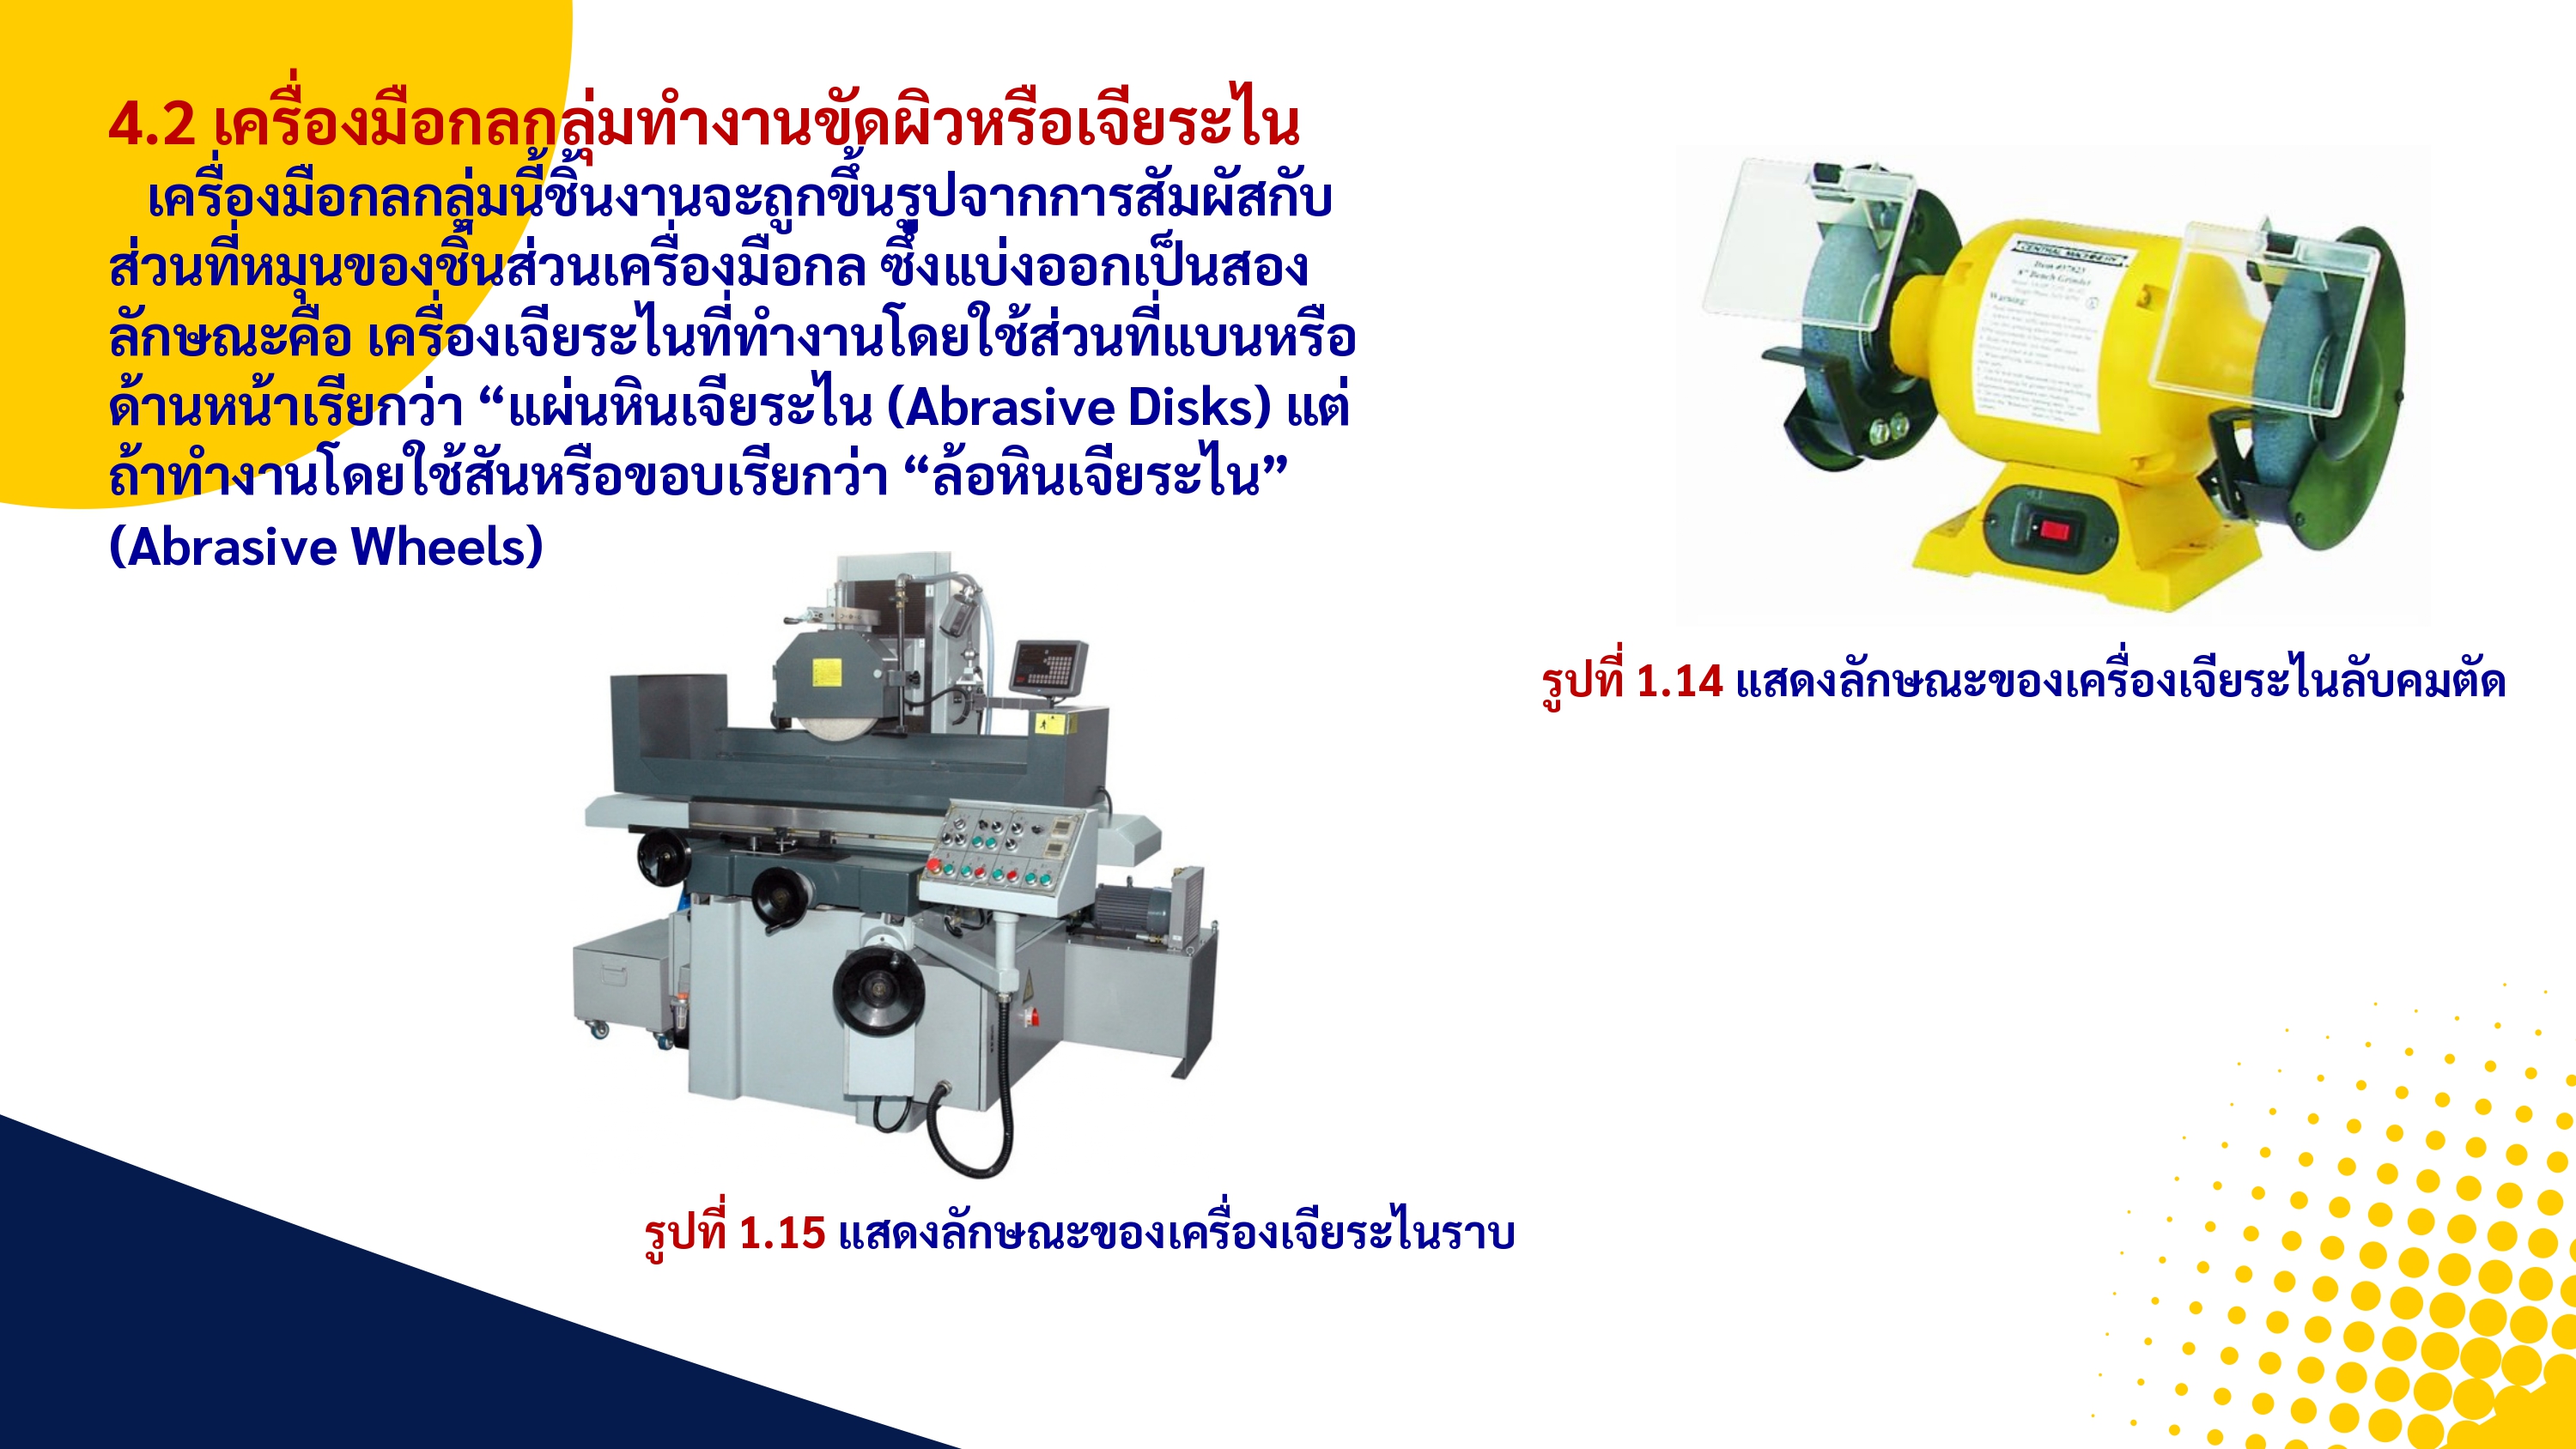 4.2 เครื่องมือกลกลุ่มทำงานขัดผิวหรือเจียระไน
เครื่องมือกลกลุ่มนี้ชิ้นงานจะถูกขึ้นรูปจากการสัมผัสกับ
ส่วนที่หมุนของชิ้นส่วนเครื่องมือกล ซึ่งแบ่งออกเป็นสอง
ลักษณะคือ เครื่องเจียระไนที่ทำงานโดยใช้ส่วนที่แบนหรือ
ด้านหน้าเรียกว่า “แผ่นหินเจียระไน (Abrasive Disks) แต่
ถ้าทำงานโดยใช้สันหรือขอบเรียกว่า “ล้อหินเจียระไน”
(Abrasive Wheels)
CENTRAL MACHINERY
8" Bench Grinder
Warning:
รูปที่ 1.14 แสดงลักษณะของเครื่องเจียระไนลับคมตัด
รูปที่ 1.15 แสดงลักษณะของเครื่องเจียระไนราบ